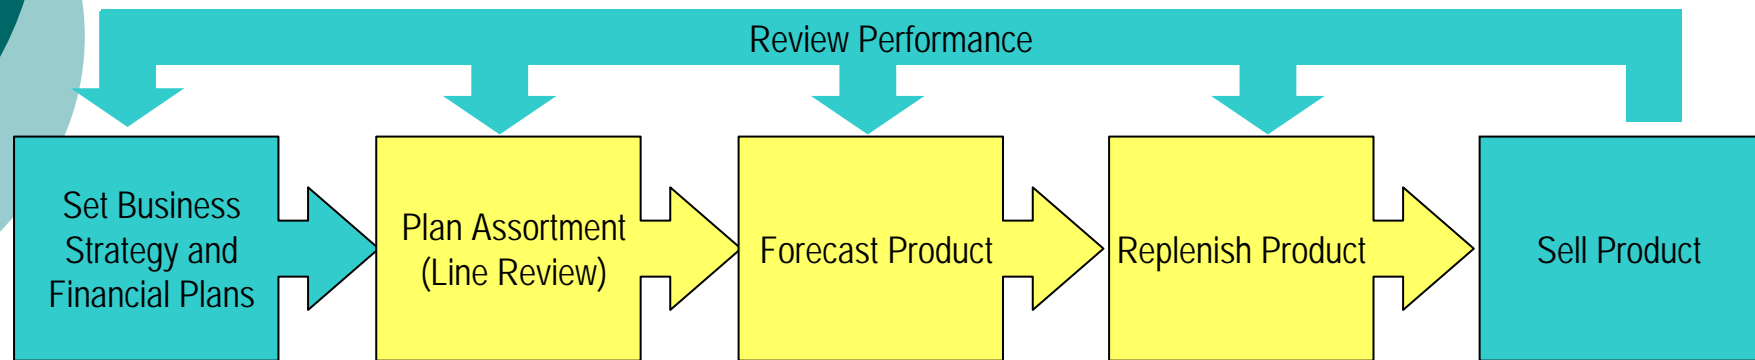 Review Performance
Set Business
Strategy and
Financial Plans
Plan Assortment
(Line Review)
Forecast Product
Replenish Product
Sell Product